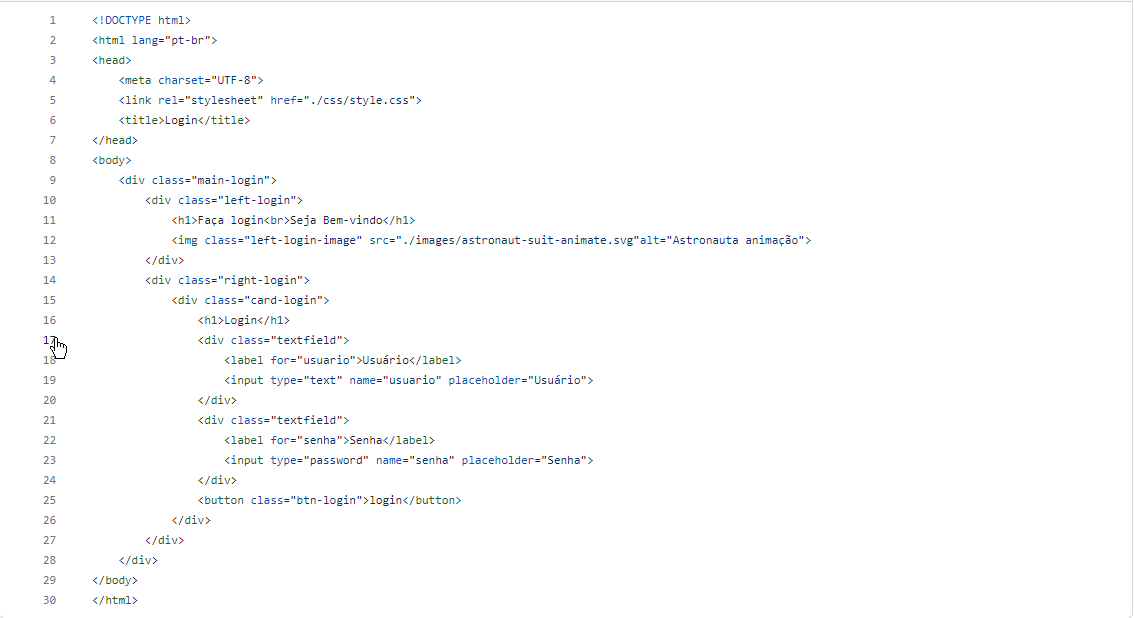 1 <!DOCTYPE html>
2 <html lang="pt-br">
3 <head>
4 <meta charset="UTF-8">
5 <link rel="stylesheet" href="./css/style.css">
6 <title>Login</title>
7 </head>
8 <body>
9 <div class="main-login">
10 <div class="left-login">
11 <h1>Faça login<br>Seja Bem-vindo</h1>
12 <img class="left-login-image" src="./images/astronaut-suit-animate.svg"alt="Astronauta animação">
13 </div>
14 <div class="right-login">
15 <div class="card-login">
16 <h1>Login</h1>
17 <div class="textfield">
18 <label for="usuario">Usuário</label>
19 <input type="text" name="usuario" placeholder="Usuário">
20 </div>
21 <div class="textfield">
22 <label for="senha">Senha</label>
23 <input type="password" name="senha" placeholder="Senha">
24 </div>
25 <button class="btn-login">login</button>
26 </div>
27 </div>
28 </div>
29 </body>
30 </html>